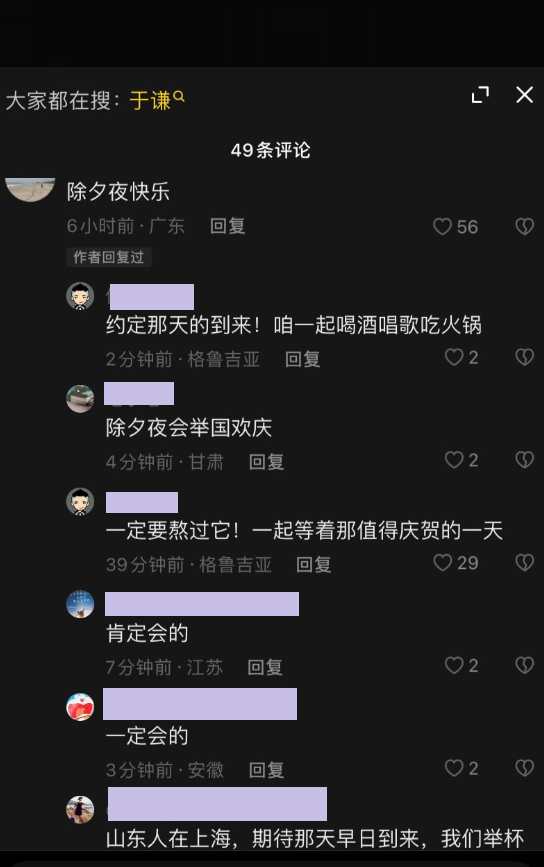 大家都在搜：于谦
49条评论
除夕夜快乐
6小时前·广东 回复 56
作者回复过
约定那天的到来！咱一起喝酒唱歌吃火锅
2分钟前·格鲁吉亚 回复 2
除夕夜会举国欢庆
4分钟前·甘肃 回复 2
一定要熬过它！一起等着那值得庆贺的一天
39分钟前·格鲁吉亚 回复 29
肯定会的
7分钟前·江苏 回复 2
一定会的
3分钟前·安徽 回复 2
山东人在上海，期待那天早日到来，我们举杯